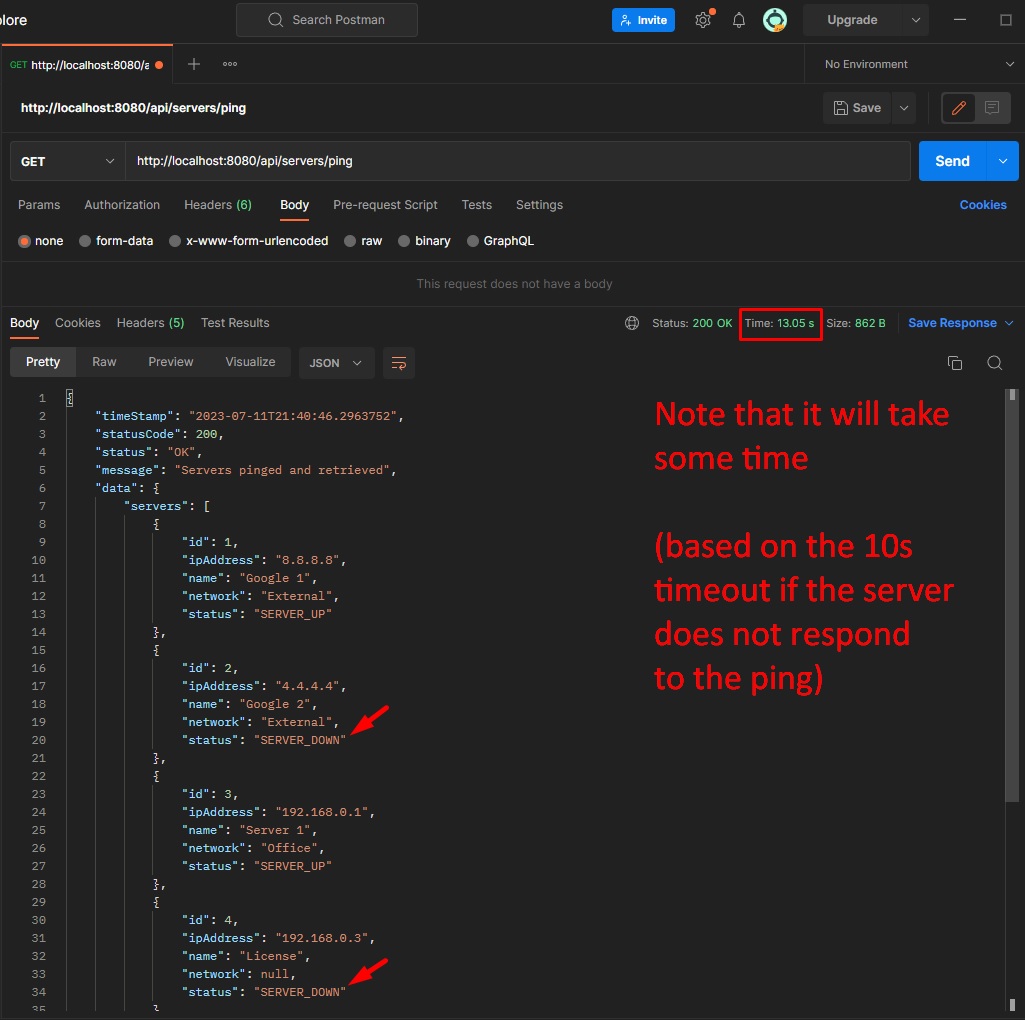 plore
Search Postman
Invite
Upgrade
GET http://localhost:8080/a
No Environment
http://localhost:8080/api/servers/ping
Save
GET
http://localhost:8080/api/servers/ping
Send
Params Authorization Headers (6) Body Pre-request Script Tests Settings Cookies
none form-data x-www-form-urlencoded raw binary GraphQL
This request does not have a body
Body Cookies Headers (5) Test Results Status: 200 OK Time: 13.05 s Size: 862 B Save Response
Pretty Raw Preview Visualize JSON
1 {
2 "timeStamp": "2023-07-11T21:40:46.2963752",
3 "statusCode": 200,
4 "status": "OK",
5 "message": "Servers pinged and retrieved",
6 "data": {
7 "servers": [
8 {
9 "id": 1,
10 "ipAddress": "8.8.8.8",
11 "name": "Google 1",
12 "network": "External",
13 "status": "SERVER_UP"
14 },
15 {
16 "id": 2,
17 "ipAddress": "4.4.4.4",
18 "name": "Google 2",
19 "network": "External",
20 "status": "SERVER_DOWN"
21 },
22 {
23 "id": 3,
24 "ipAddress": "192.168.0.1",
25 "name": "Server 1",
26 "network": "Office",
27 "status": "SERVER_UP"
28 },
29 {
30 "id": 4,
31 "ipAddress": "192.168.0.3",
32 "name": "License",
33 "network": null,
34 "status": "SERVER_DOWN"
35 }
Note that it will take
some time
(based on the 10s
timeout if the server
does not respond
to the ping)